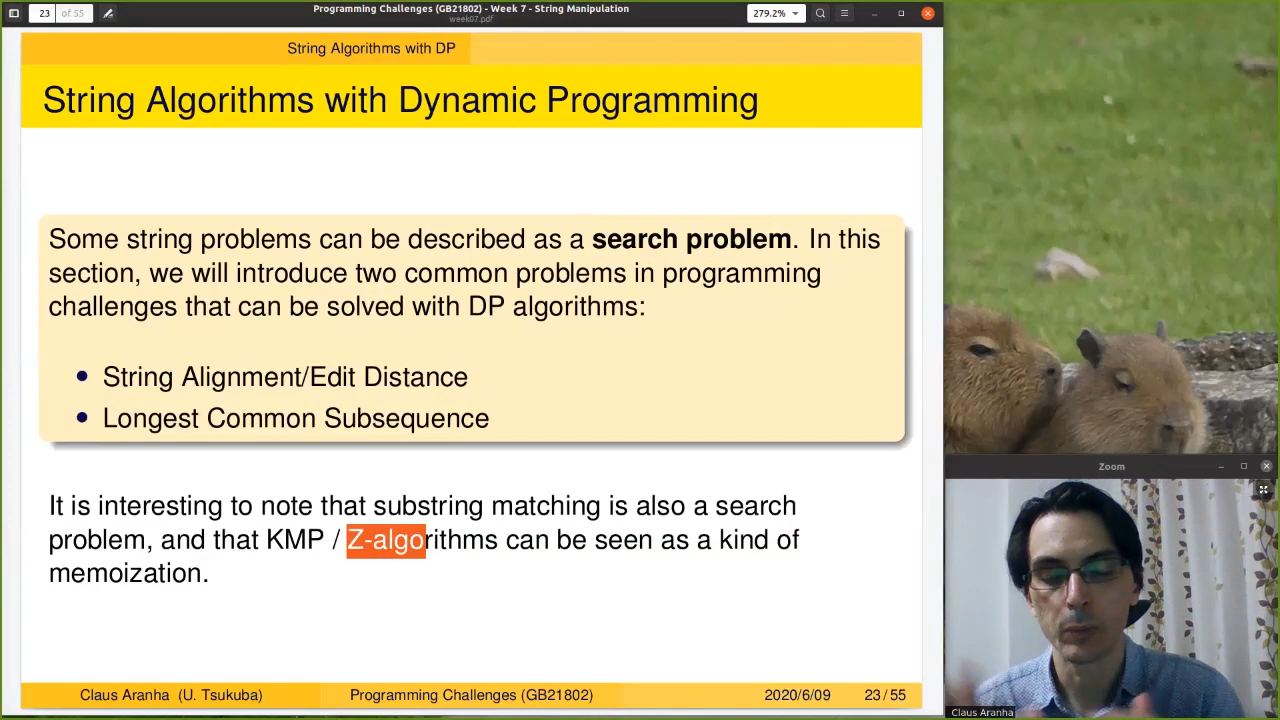 Programming Challenges (GB21802) - Week 7 - String Manipulation
week07.pdf
23 of 55
279.2%
String Algorithms with DP
String Algorithms with Dynamic Programming
Some string problems can be described as a search problem. In this
section, we will introduce two common problems in programming
challenges that can be solved with DP algorithms:
• String Alignment/Edit Distance
• Longest Common Subsequence
It is interesting to note that substring matching is also a search
problem, and that KMP / Z-algorithms can be seen as a kind of
memoization.
Claus Aranha (U. Tsukuba) Programming Challenges (GB21802) 2020/6/09 23 / 55
Zoom
Claus Aranha